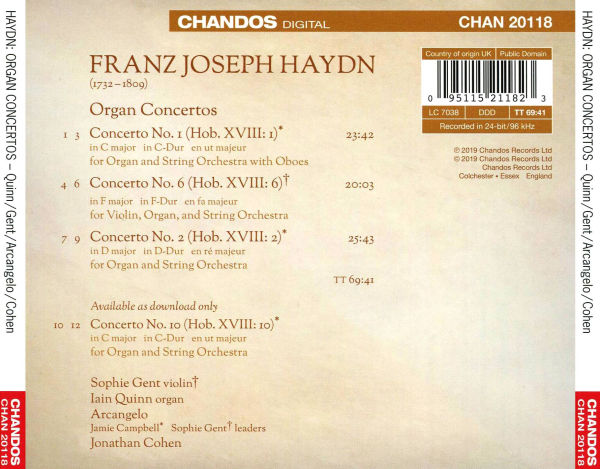 CHANDOS DIGITAL
CHAN 20118
FRANZ JOSEPH HAYDN
(1732–1809)
Organ Concertos
1 3 Concerto No. 1 (Hob. XVIII: 1)* 23:42
in C major in C-Dur en ut majeur
for Organ and String Orchestra with Oboes
4 6 Concerto No. 6 (Hob. XVIII: 6)† 20:03
in F major in F-Dur en fa majeur
for Violin, Organ, and String Orchestra
7 9 Concerto No. 2 (Hob. XVIII: 2)* 25:43
in D major in D-Dur en ré majeur
for Organ and String Orchestra
TT 69:41
Available as download only
10 12 Concerto No. 10 (Hob. XVIII: 10)*
in C major in C-Dur en ut majeur
for Organ and String Orchestra
Sophie Gent violin†
Iain Quinn organ
Arcangelo
Jamie Campbell* Sophie Gent† leaders
Jonathan Cohen
Country of origin UK Public Domain
0 95115 21182 3
LC 7038 DDD TT 69:41
Recorded in 24-bit/96 kHz
℗ 2019 Chandos Records Ltd
© 2019 Chandos Records Ltd
Chandos Records Ltd
Colchester • Essex England
HAYDN: ORGAN CONCERTOS – Quinn/Gent/Arcangelo/Cohen
CHANDOS
CHAN 20118
HAYDN: ORGAN CONCERTOS – Quinn/Gent/Arcangelo/Cohen
CHANDOS
CHAN 20118